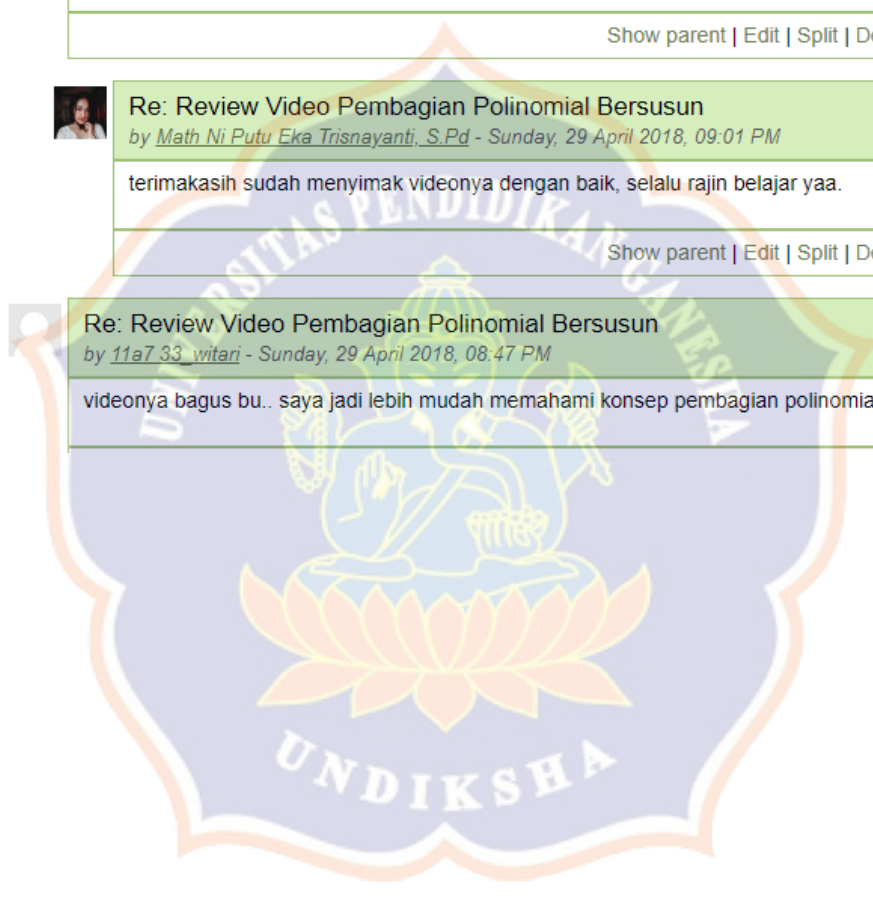 Show parent | Edit | Split |
Re: Review Video Pembagian Polinomial Bersusun
by Math Ni Putu Eka Trisnayanti, S.Pd - Sunday, 29 April 2018, 09:01 PM
terimakasih sudah menyimak videonya dengan baik, selalu rajin belajar yaa.
Show parent | Edit | Split |
Re: Review Video Pembagian Polinomial Bersusun
by 11a7 33_witari - Sunday, 29 April 2018, 08:47 PM
videonya bagus bu.. saya jadi lebih mudah memahami konsep pembagian
UNIVERSITAS PENDIDIKAN GANESHA
UNDIKSHA